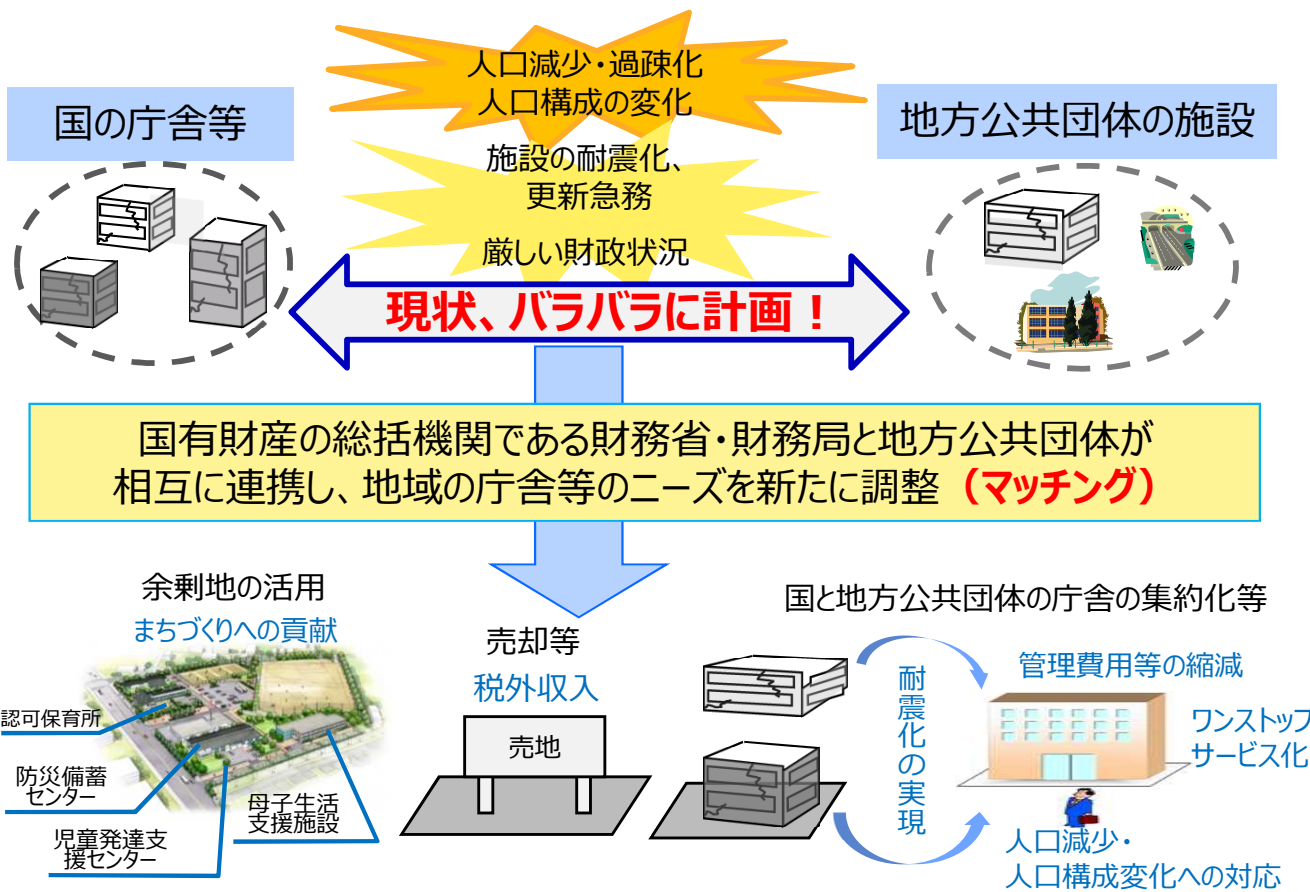 人口減少・過疎化
人口構成の変化
国の庁舎等
地方公共団体の施設
施設の耐震化、
更新急務
厳しい財政状況
現状、バラバラに計画！
国有財産の総括機関である財務省・財務局と地方公共団体が
相互に連携し、地域の庁舎等のニーズを新たに調整（マッチング）
余剰地の活用
まちづくりへの貢献
認可保育所
防災備蓄
センター
児童発達支
援センター
母子生活
支援施設
売却等
税外収入
売地
国と地方公共団体の庁舎の集約化等
耐震化の実現
管理費用等の縮減
ワンストップ
サービス化
人口減少・
人口構成変化への対応